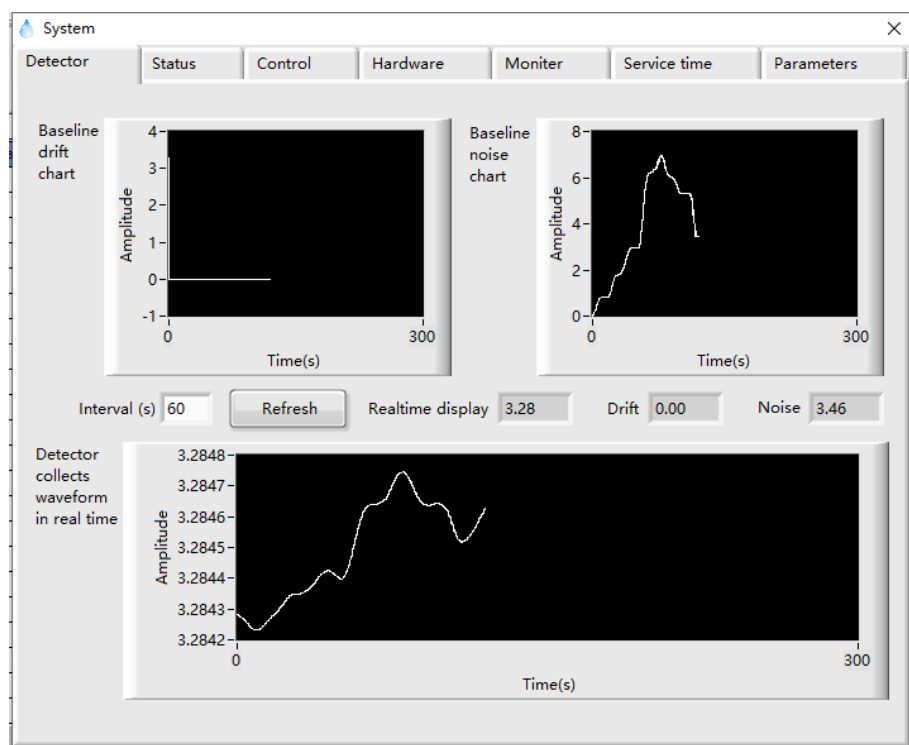 System
Detector
Status
Control
Hardware
Moniter
Service time
Parameters
Baseline
drift
chart
Amplitude
4
3
2
1
0
-1
0
300
Time(s)
Baseline
noise
chart
Amplitude
8
6
4
2
0
0
300
Time(s)
Interval (s) 60
Refresh
Realtime display 3.28
Drift 0.00
Noise 3.46
Detector
collects
waveform
in real time
Amplitude
3.2848
3.2847
3.2846
3.2845
3.2844
3.2843
3.2842
0
300
Time(s)